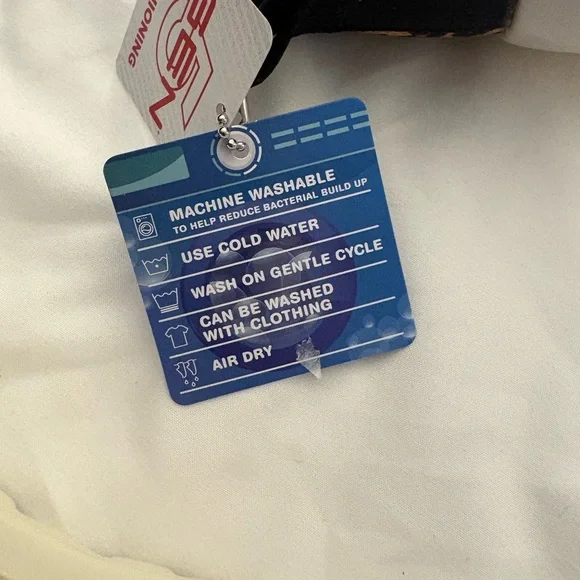 MACHINE WASHABLE
TO HELP REDUCE BACTERIAL BUILD UP
USE COLD WATER
WASH ON GENTLE CYCLE
CAN BE WASHED
WITH CLOTHING
AIR DRY